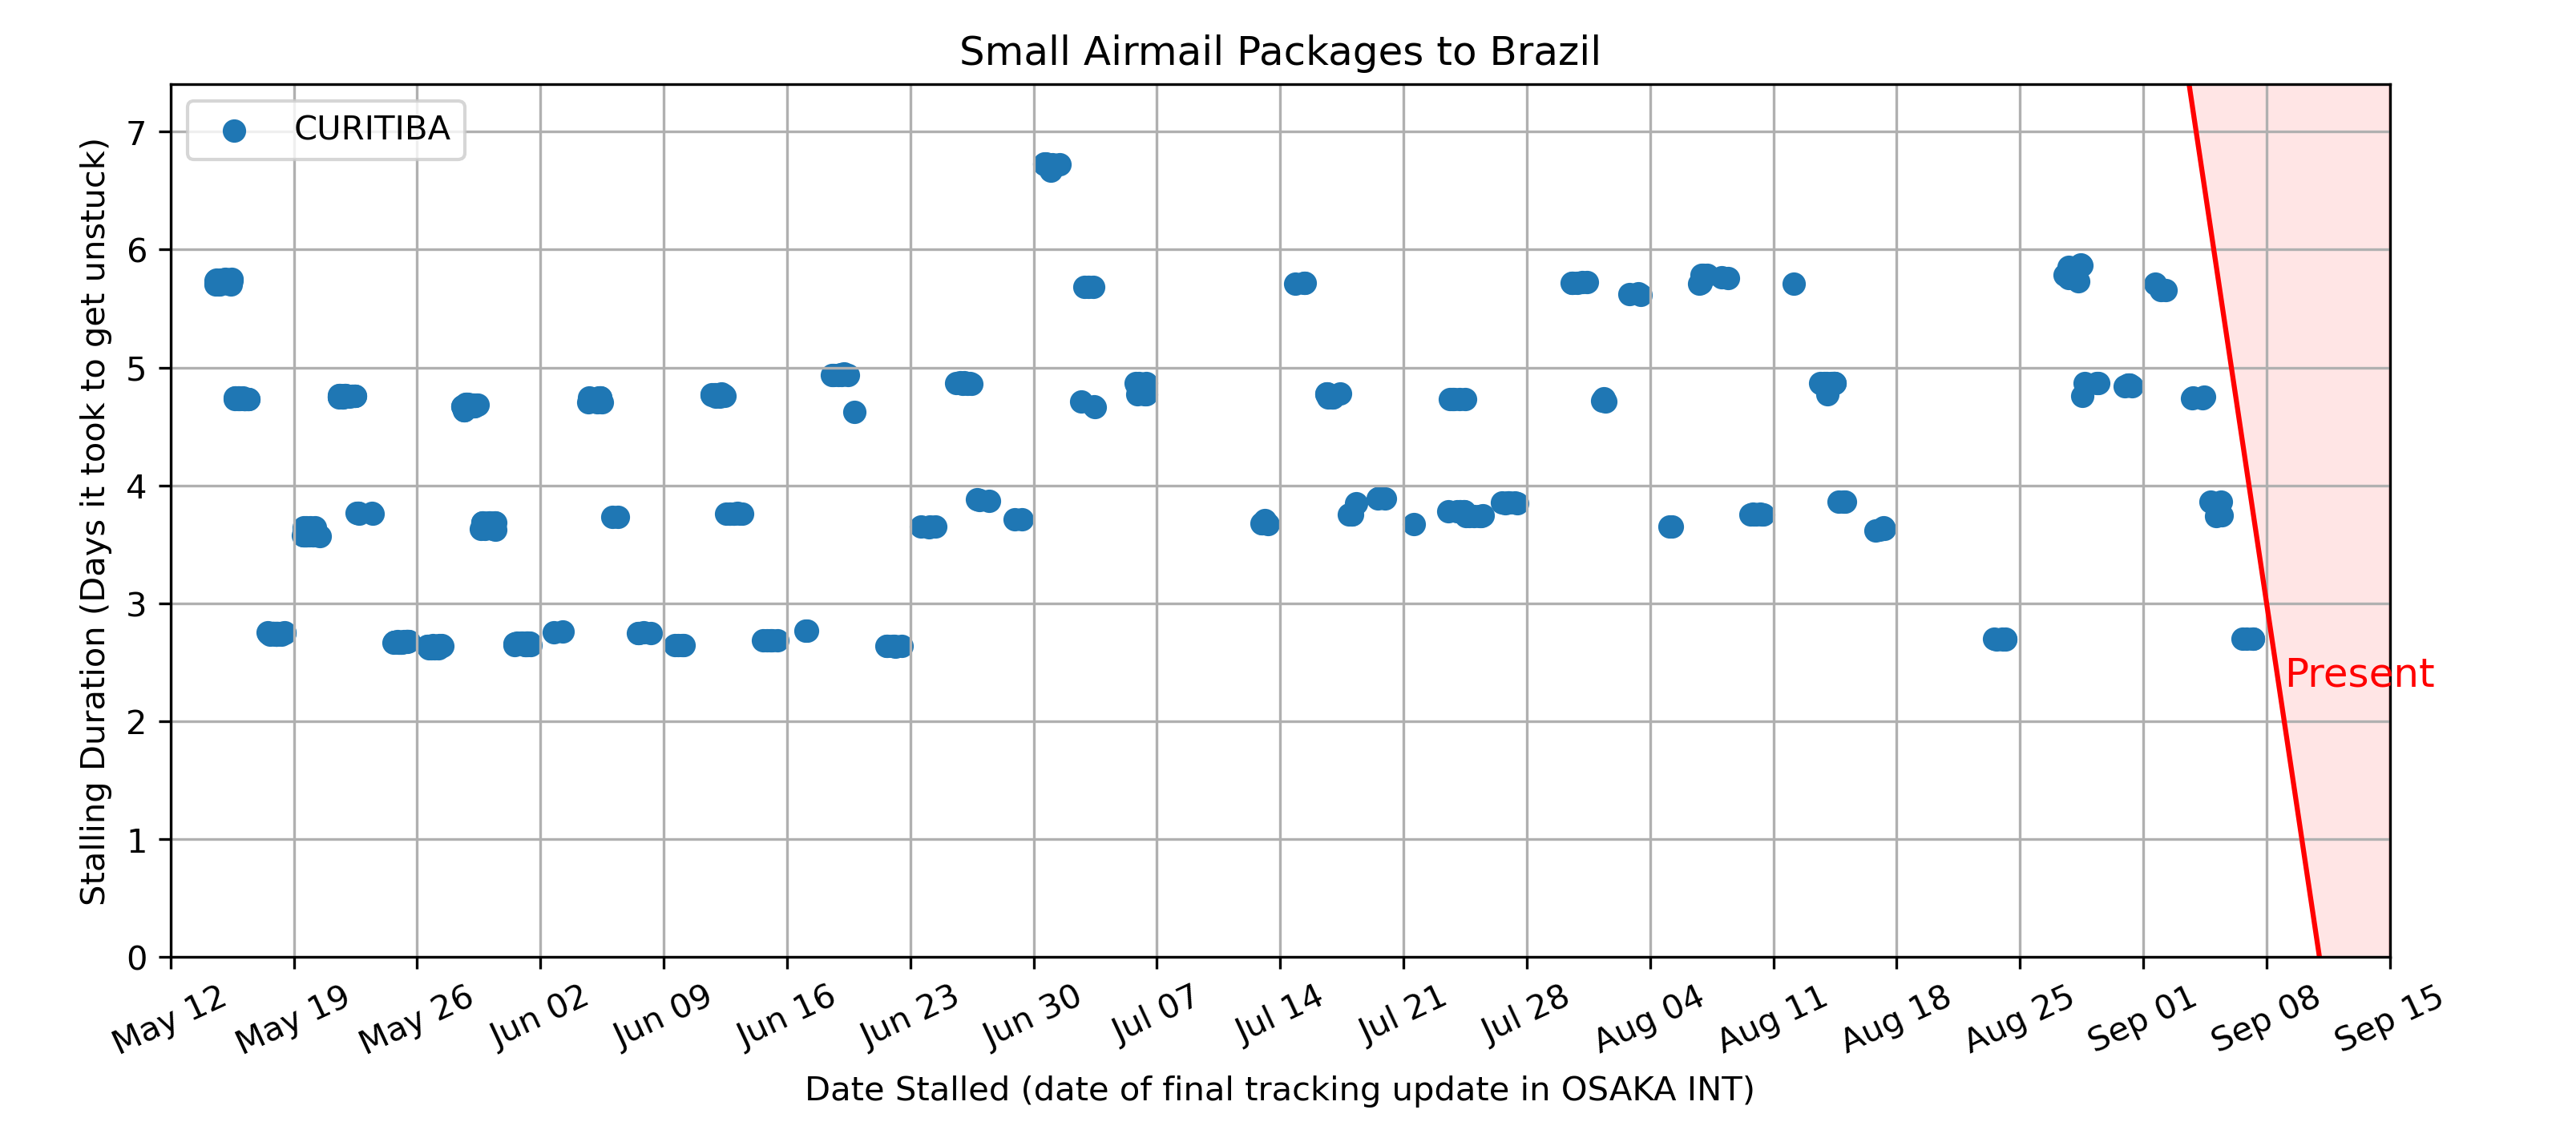 Small Airmail Packages to Brazil
CURITIBA
Stalling Duration (Days it took to get unstuck)
7
6
5
4
3
2
1
0
Present
May 12
May 19
May 26
Jun 02
Jun 09
Jun 16
Jun 23
Jun 30
Jul 07
Jul 14
Jul 21
Jul 28
Aug 04
Aug 11
Aug 18
Aug 25
Sep 01
Sep 08
Sep 15
Date Stalled (date of final tracking update in OSAKA INT)